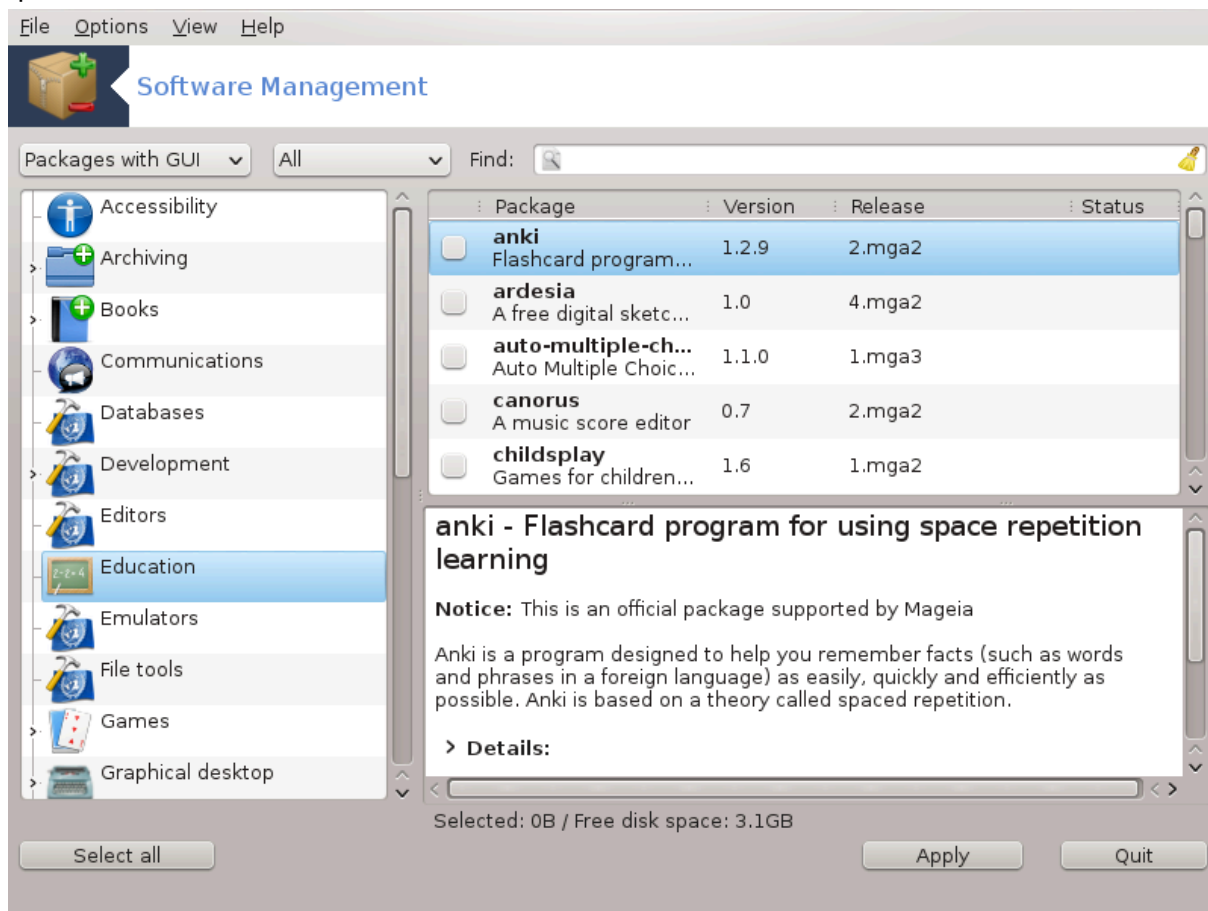 File Options View Help
Software Management
Packages with GUI
All
Find:
Accessibility
Archiving
Books
Communications
Databases
Development
Editors
Education
Emulators
File tools
Games
Graphical desktop
Package Version Release Status
anki
Flashcard program...
1.2.9 2.mga2
ardesia
A free digital sketc...
1.0 4.mga2
auto-multiple-ch...
Auto Multiple Choic...
1.1.0 1.mga3
canorus
A music score editor
0.7 2.mga2
childsplay
Games for children...
1.6 1.mga2
anki - Flashcard program for using space repetition
learning
Notice: This is an official package supported by Mageia
Anki is a program designed to help you remember facts (such as words
and phrases in a foreign language) as easily, quickly and efficiently as
possible. Anki is based on a theory called spaced repetition.
Details:
Selected: 0B / Free disk space: 3.1GB
Select all
Apply
Quit